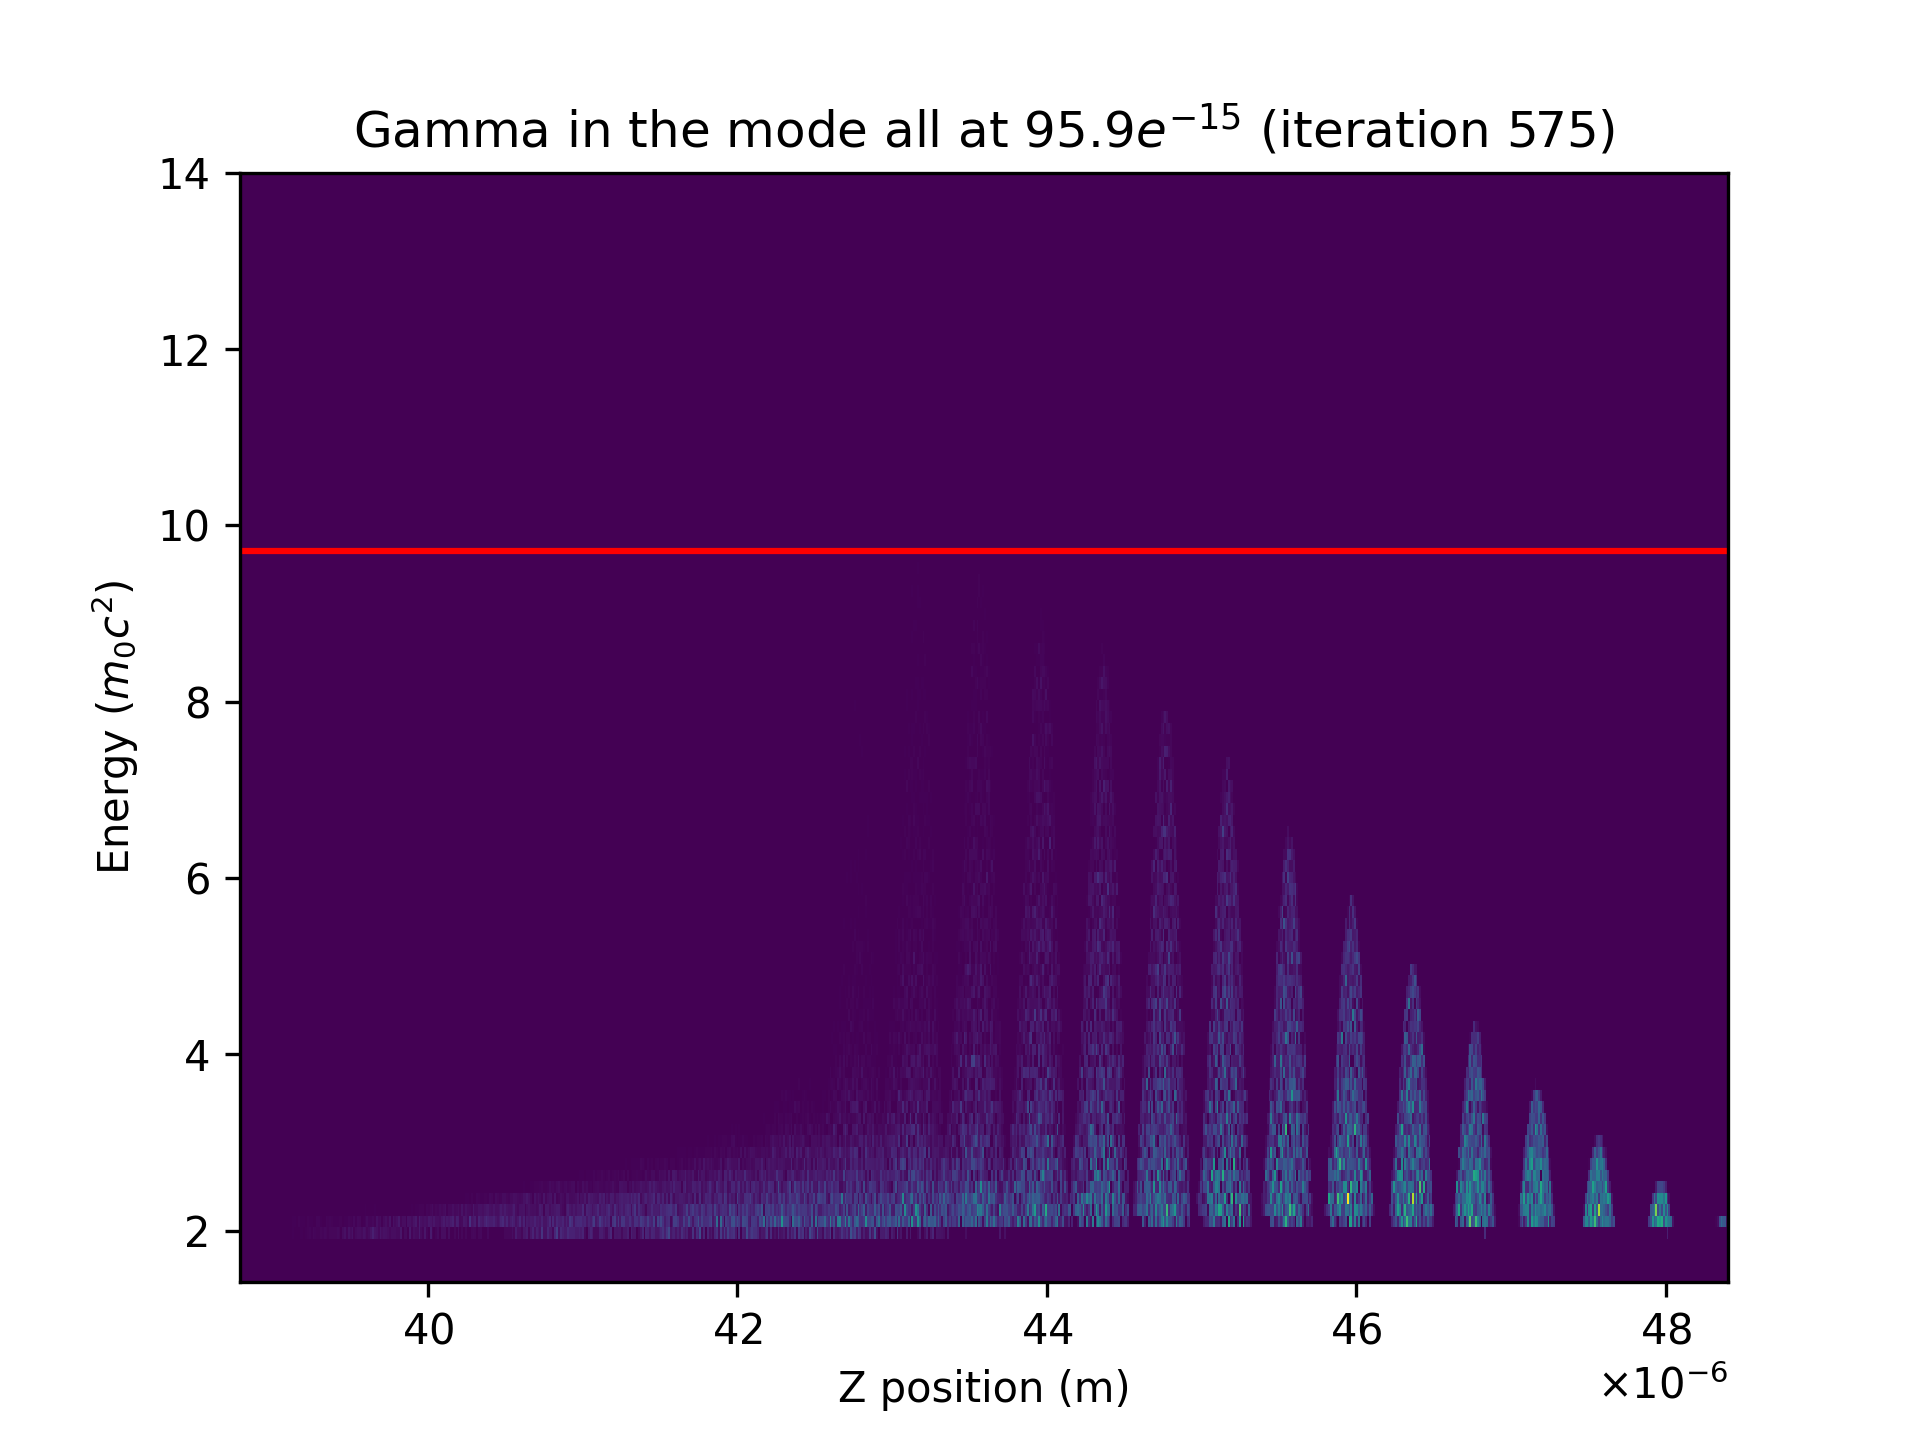 Gamma in the mode all at 95.9e⁻¹⁵ (iteration 575)
14
12
10
8
6
4
2
Energy (m₀c²)
40 42 44 46 48
×10⁻⁶
Z position (m)